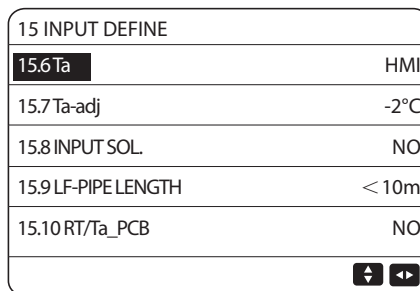 15 INPUT DEFINE
15.6 Ta HMI
15.7 Ta-adj -2°C
15.8 INPUT SOL. NO
15.9 LF-PIPE LENGTH <10m
15.10 RT/Ta_PCB NO